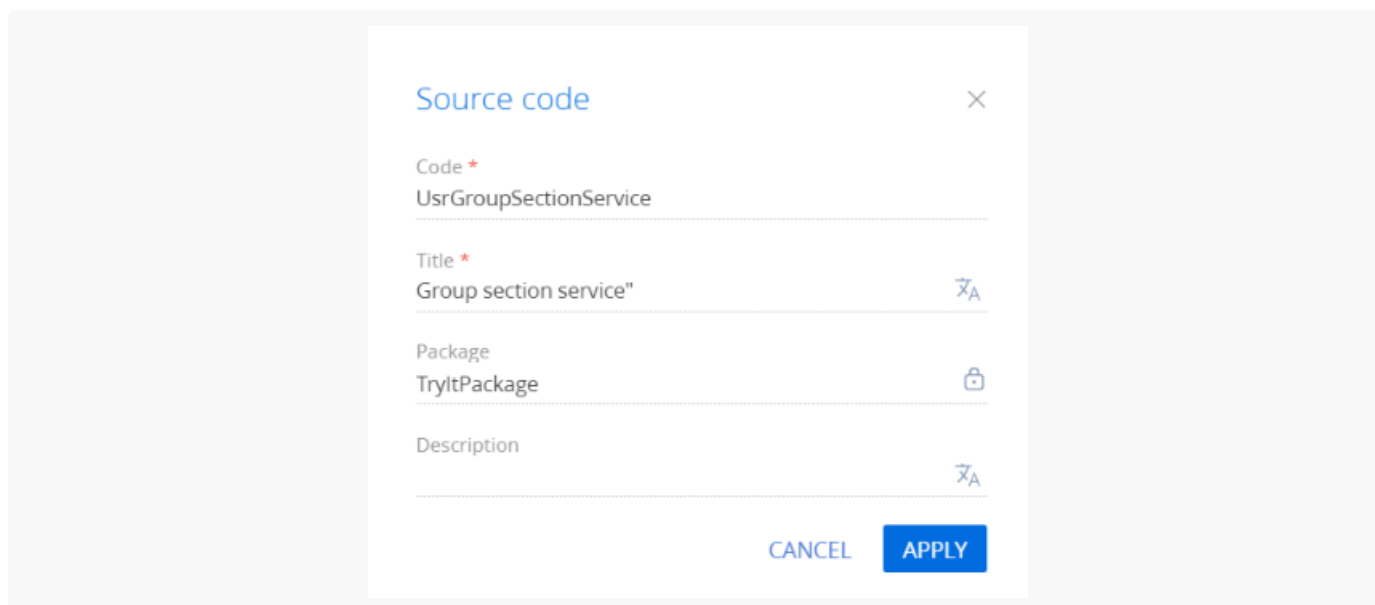 Source code
Code *
UsrGroupSectionService
Title *
Group section service"
Package
TryItPackage
Description
CANCEL APPLY